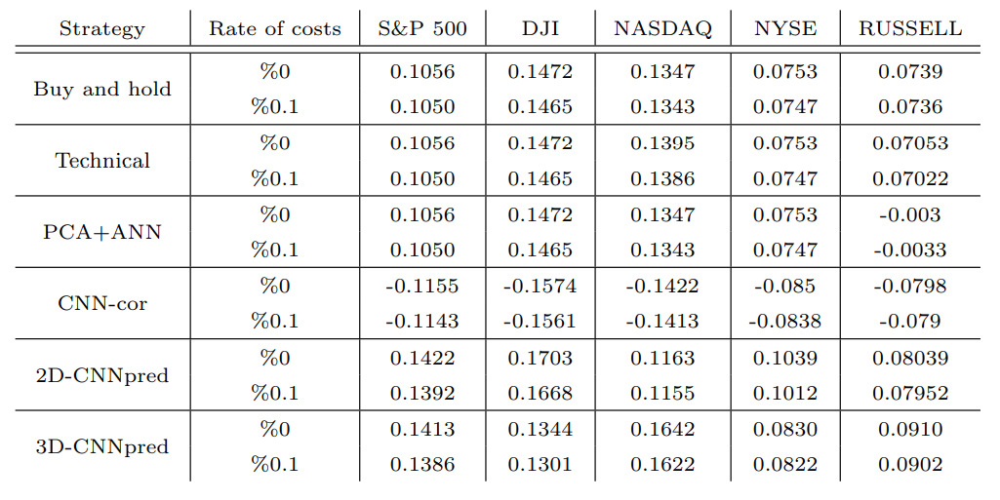 Strategy Rate of costs S&P 500 DJI NASDAQ NYSE RUSSELL
Buy and hold %0 0.1056 0.1472 0.1347 0.0753 0.0739
%0.1 0.1050 0.1465 0.1343 0.0747 0.0736
Technical %0 0.1056 0.1472 0.1395 0.0753 0.07053
%0.1 0.1050 0.1465 0.1386 0.0747 0.07022
PCA+ANN %0 0.1056 0.1472 0.1347 0.0753 -0.003
%0.1 0.1050 0.1465 0.1343 0.0747 -0.0033
CNN-cor %0 -0.1155 -0.1574 -0.1422 -0.085 -0.0798
%0.1 -0.1143 -0.1561 -0.1413 -0.0838 -0.079
2D-CNNpred %0 0.1422 0.1703 0.1163 0.1039 0.08039
%0.1 0.1392 0.1668 0.1155 0.1012 0.07952
3D-CNNpred %0 0.1413 0.1344 0.1642 0.0830 0.0910
%0.1 0.1386 0.1301 0.1622 0.0822 0.0902